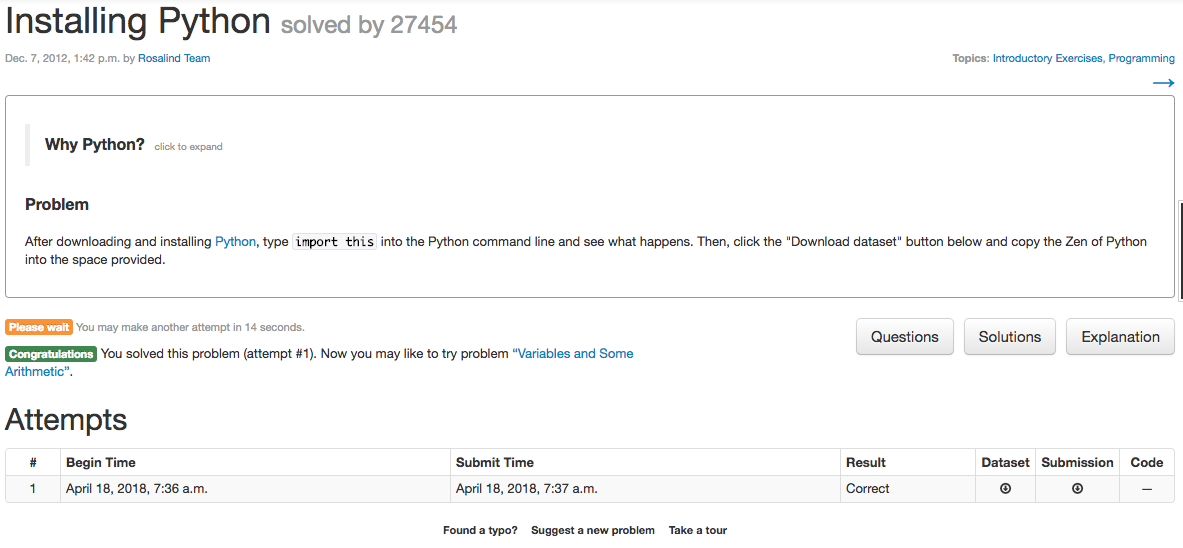 Installing Python solved by 27454
Dec. 7, 2012, 1:42 p.m. by Rosalind Team
Topics: Introductory Exercises, Programming
→
Why Python? click to expand
Problem
After downloading and installing Python, type import this into the Python command line and see what happens. Then, click the "Download dataset" button below and copy the Zen of Python
into the space provided.
Please wait You may make another attempt in 14 seconds.
Questions Solutions Explanation
Congratulations You solved this problem (attempt #1). Now you may like to try problem “Variables and Some
Arithmetic”.
Attempts
# Begin Time Submit Time Result Dataset Submission Code
1 April 18, 2018, 7:36 a.m. April 18, 2018, 7:37 a.m. Correct —
Found a typo? Suggest a new problem Take a tour